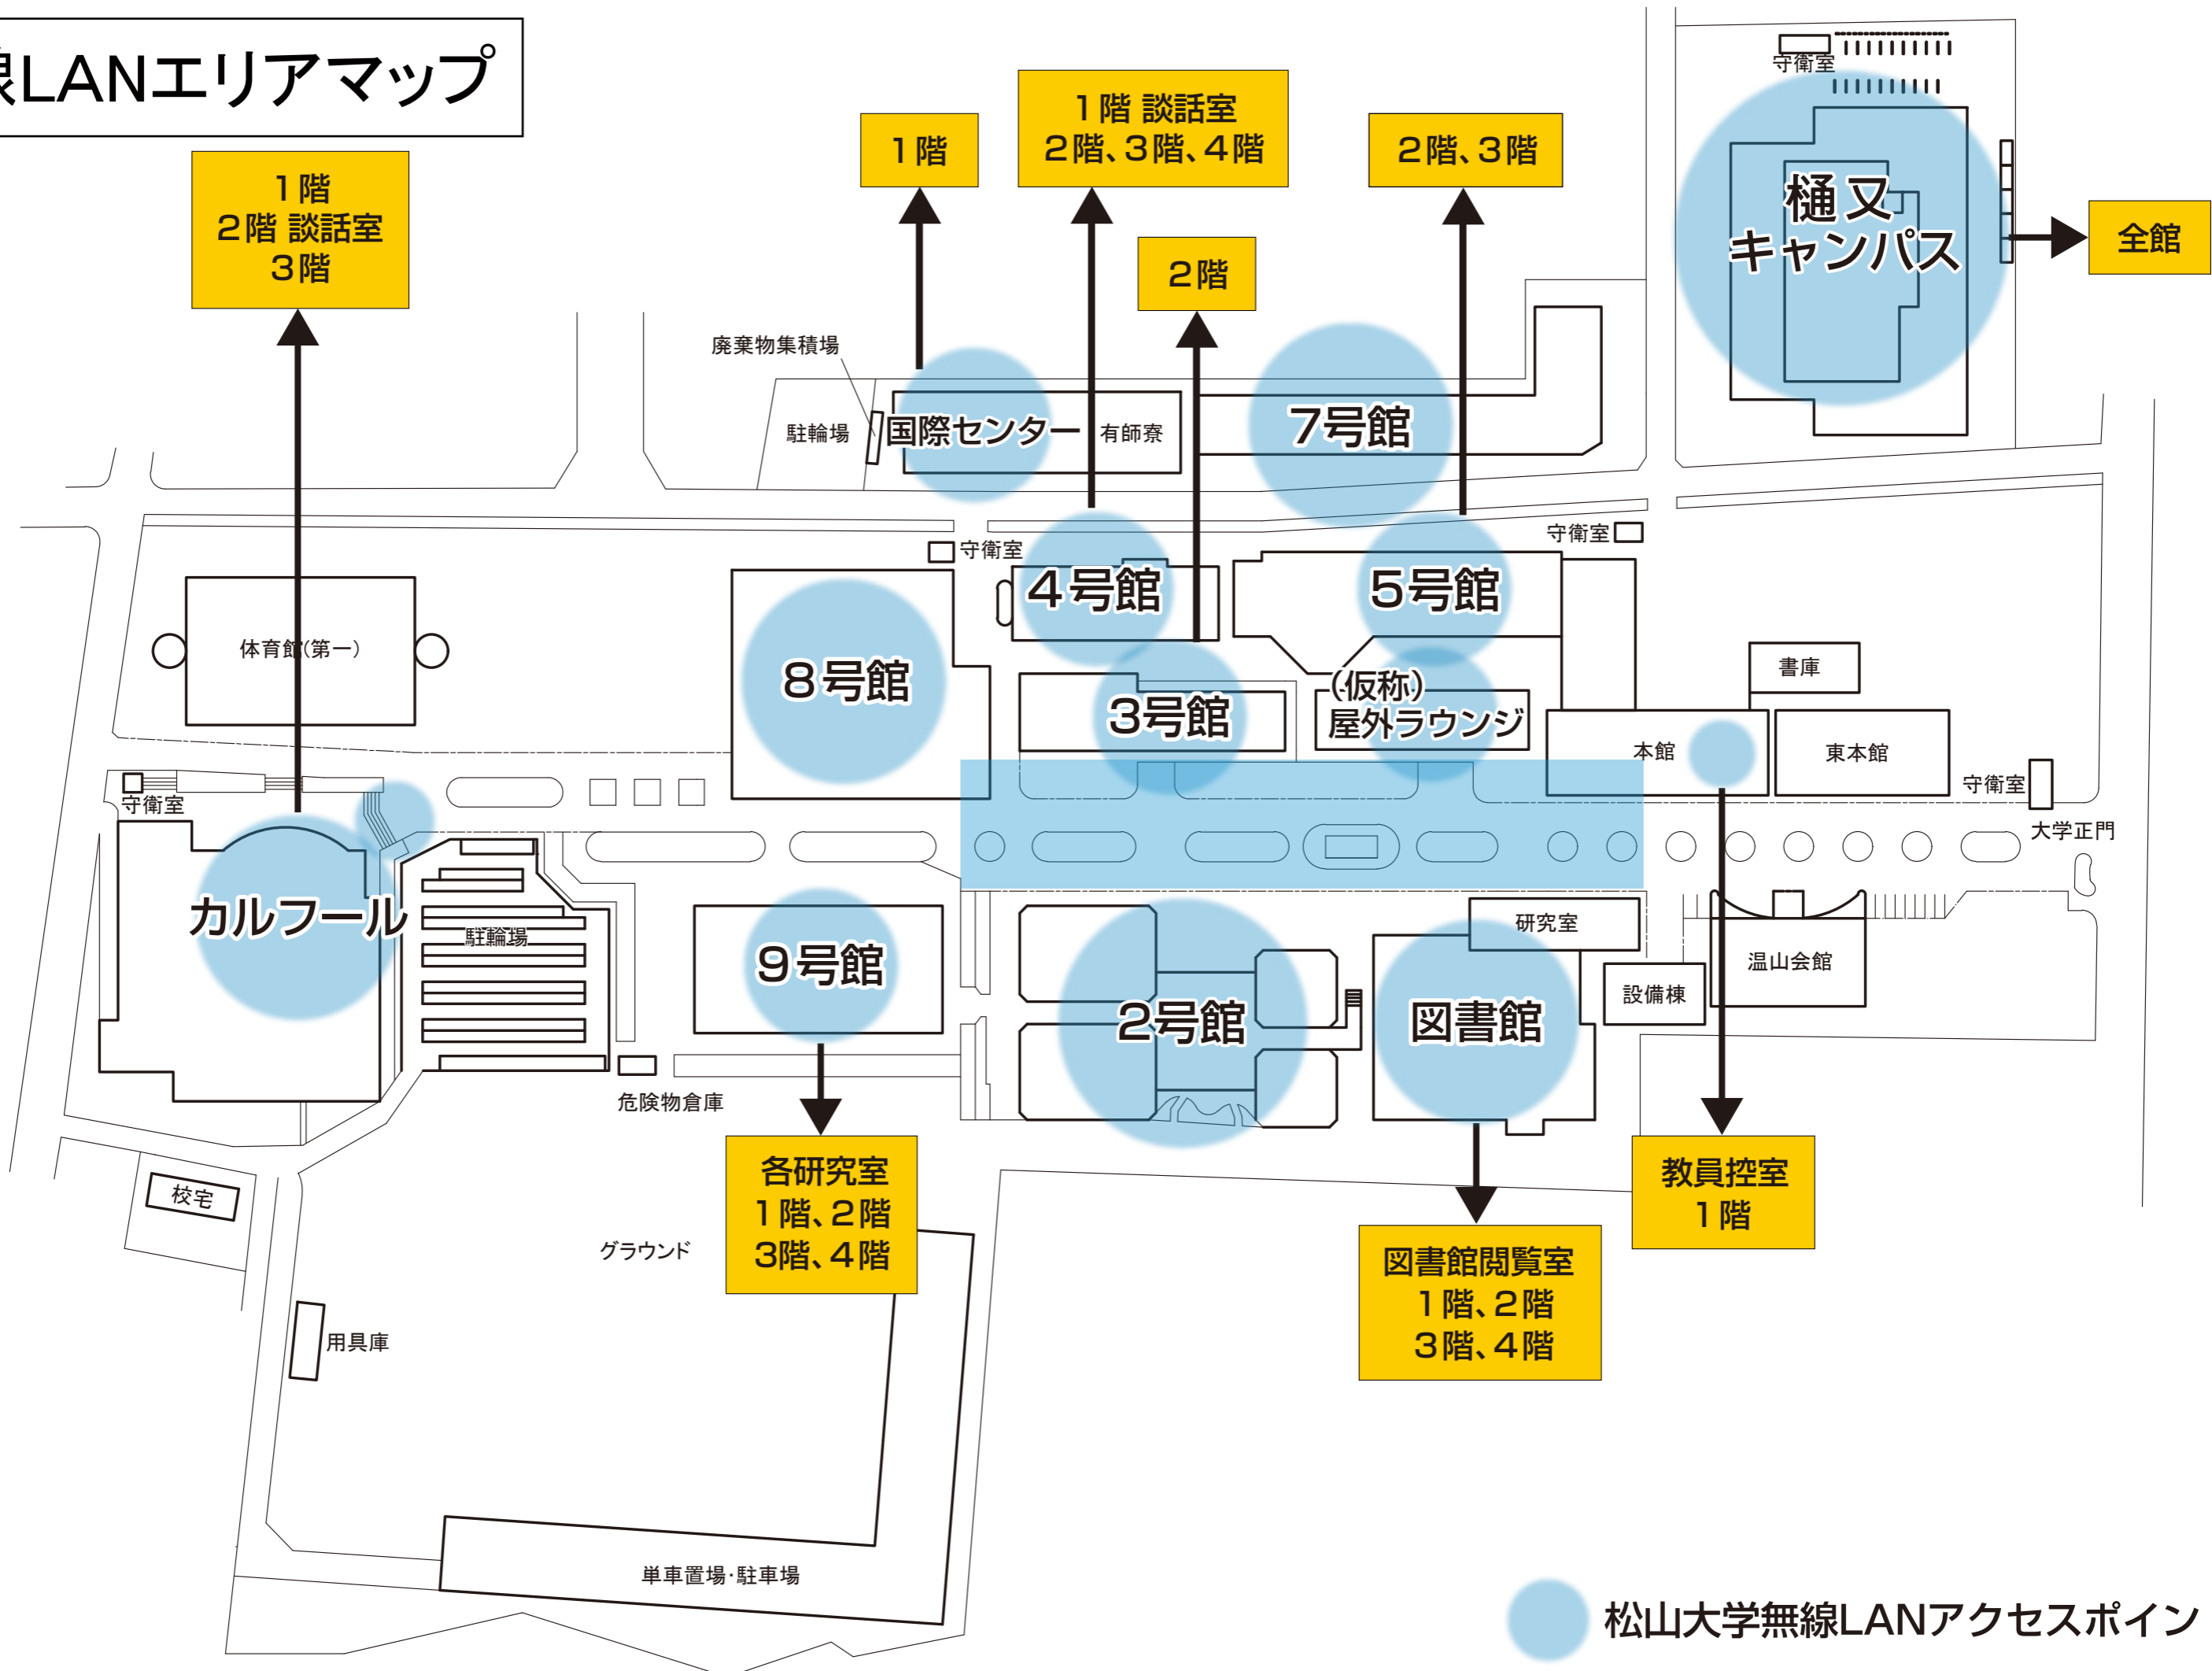 線LANエリアマップ
守衛室
1階 談話室
2階、3階、4階
1階
2階、3階
1階
2階 談話室
3階
樋又
キャンパス
全館
2階
廃棄物集積場
駐輪場
国際センター
有師寮
7号館
守衛室
守衛室
4号館
5号館
体育館(第一)
8号館
3号館
(仮称)
屋外ラウンジ
書庫
本館
東本館
守衛室
守衛室
大学正門
カルフール
駐輪場
9号館
2号館
研究室
図書館
設備棟
温山会館
危険物倉庫
各研究室
1階、2階
3階、4階
教員控室
1階
校宅
グラウンド
図書館閲覧室
1階、2階
3階、4階
用具庫
単車置場・駐車場
松山大学無線LANアクセスポイン